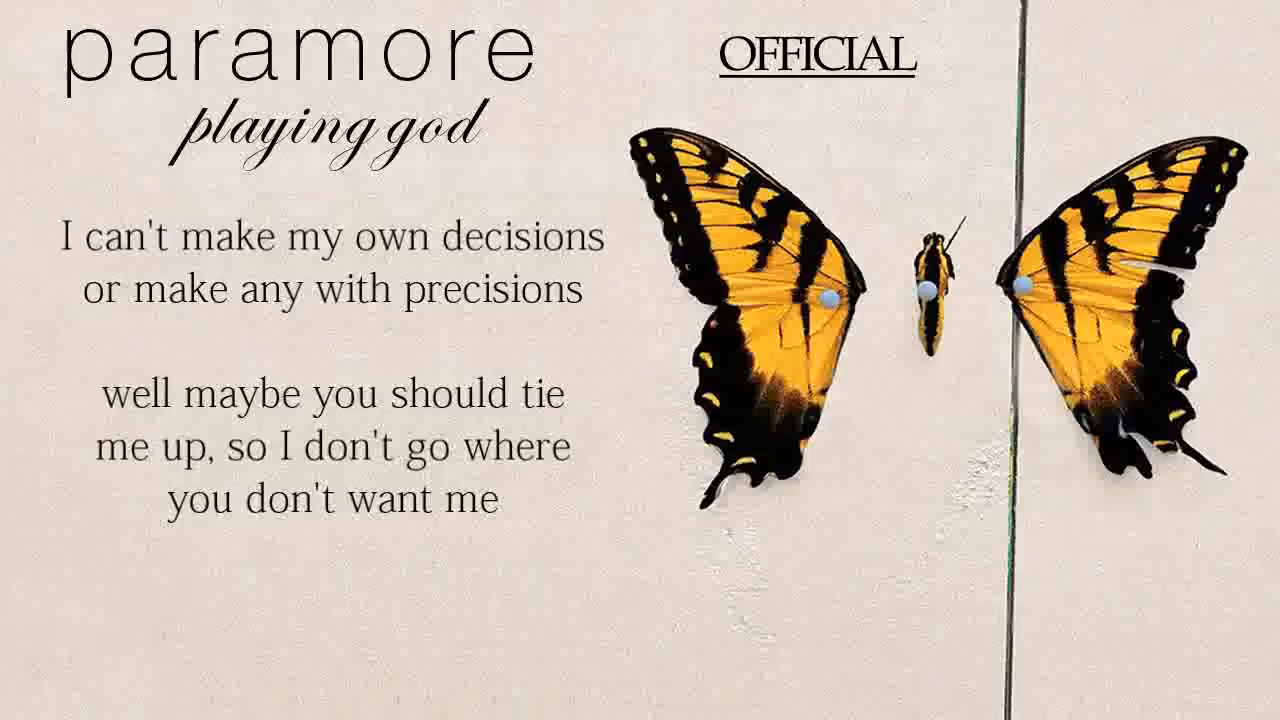 paramore
playing god
OFFICIAL
I can't make my own decisions
or make any with precisions
well maybe you should tie
me up, so I don't go where
you don't want me